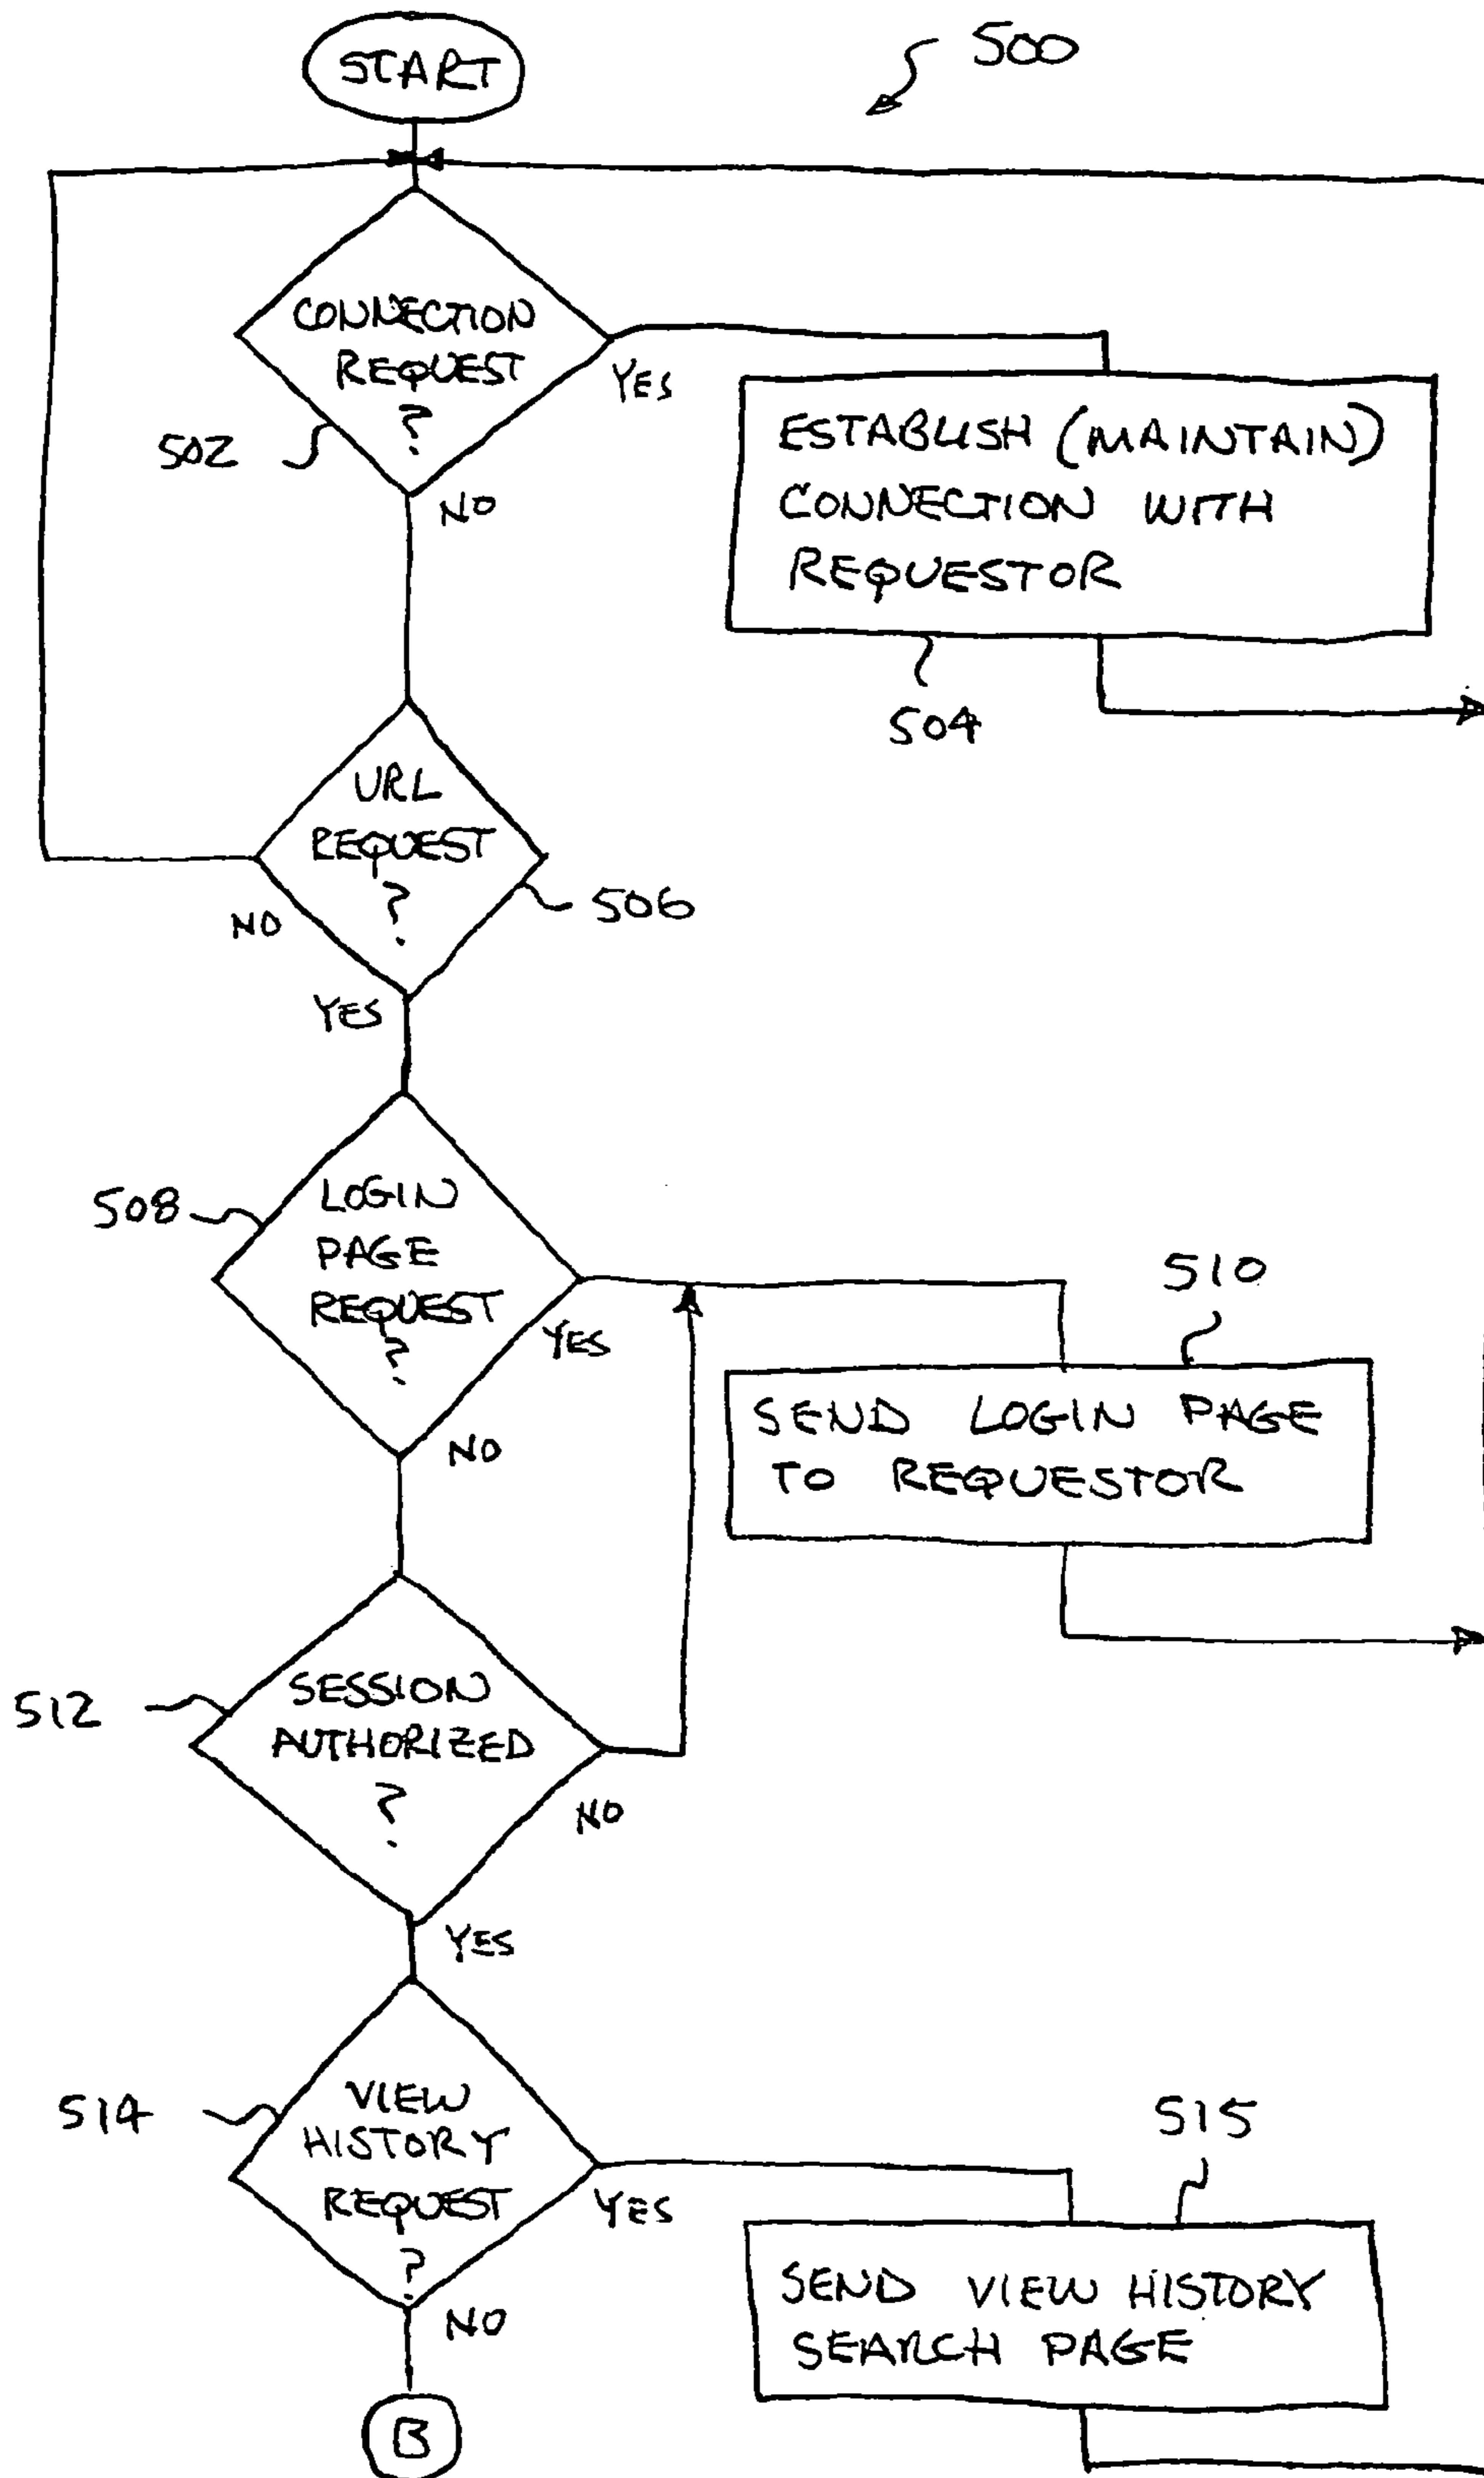 START
500
CONNECTION
REQUEST
?
YES
502
NO
ESTABLISH (MAINTAIN)
CONNECTION WITH
REQUESTOR
504
URL
REQUEST
?
506
NO
YES
508
LOGIN
PAGE
REQUEST
?
YES
NO
510
SEND LOGIN PAGE
TO REQUESTOR
512
SESSION
AUTHORIZED
?
NO
YES
514
VIEW
HISTORY
REQUEST
?
YES
NO
515
SEND VIEW HISTORY
SEARCH PAGE
B